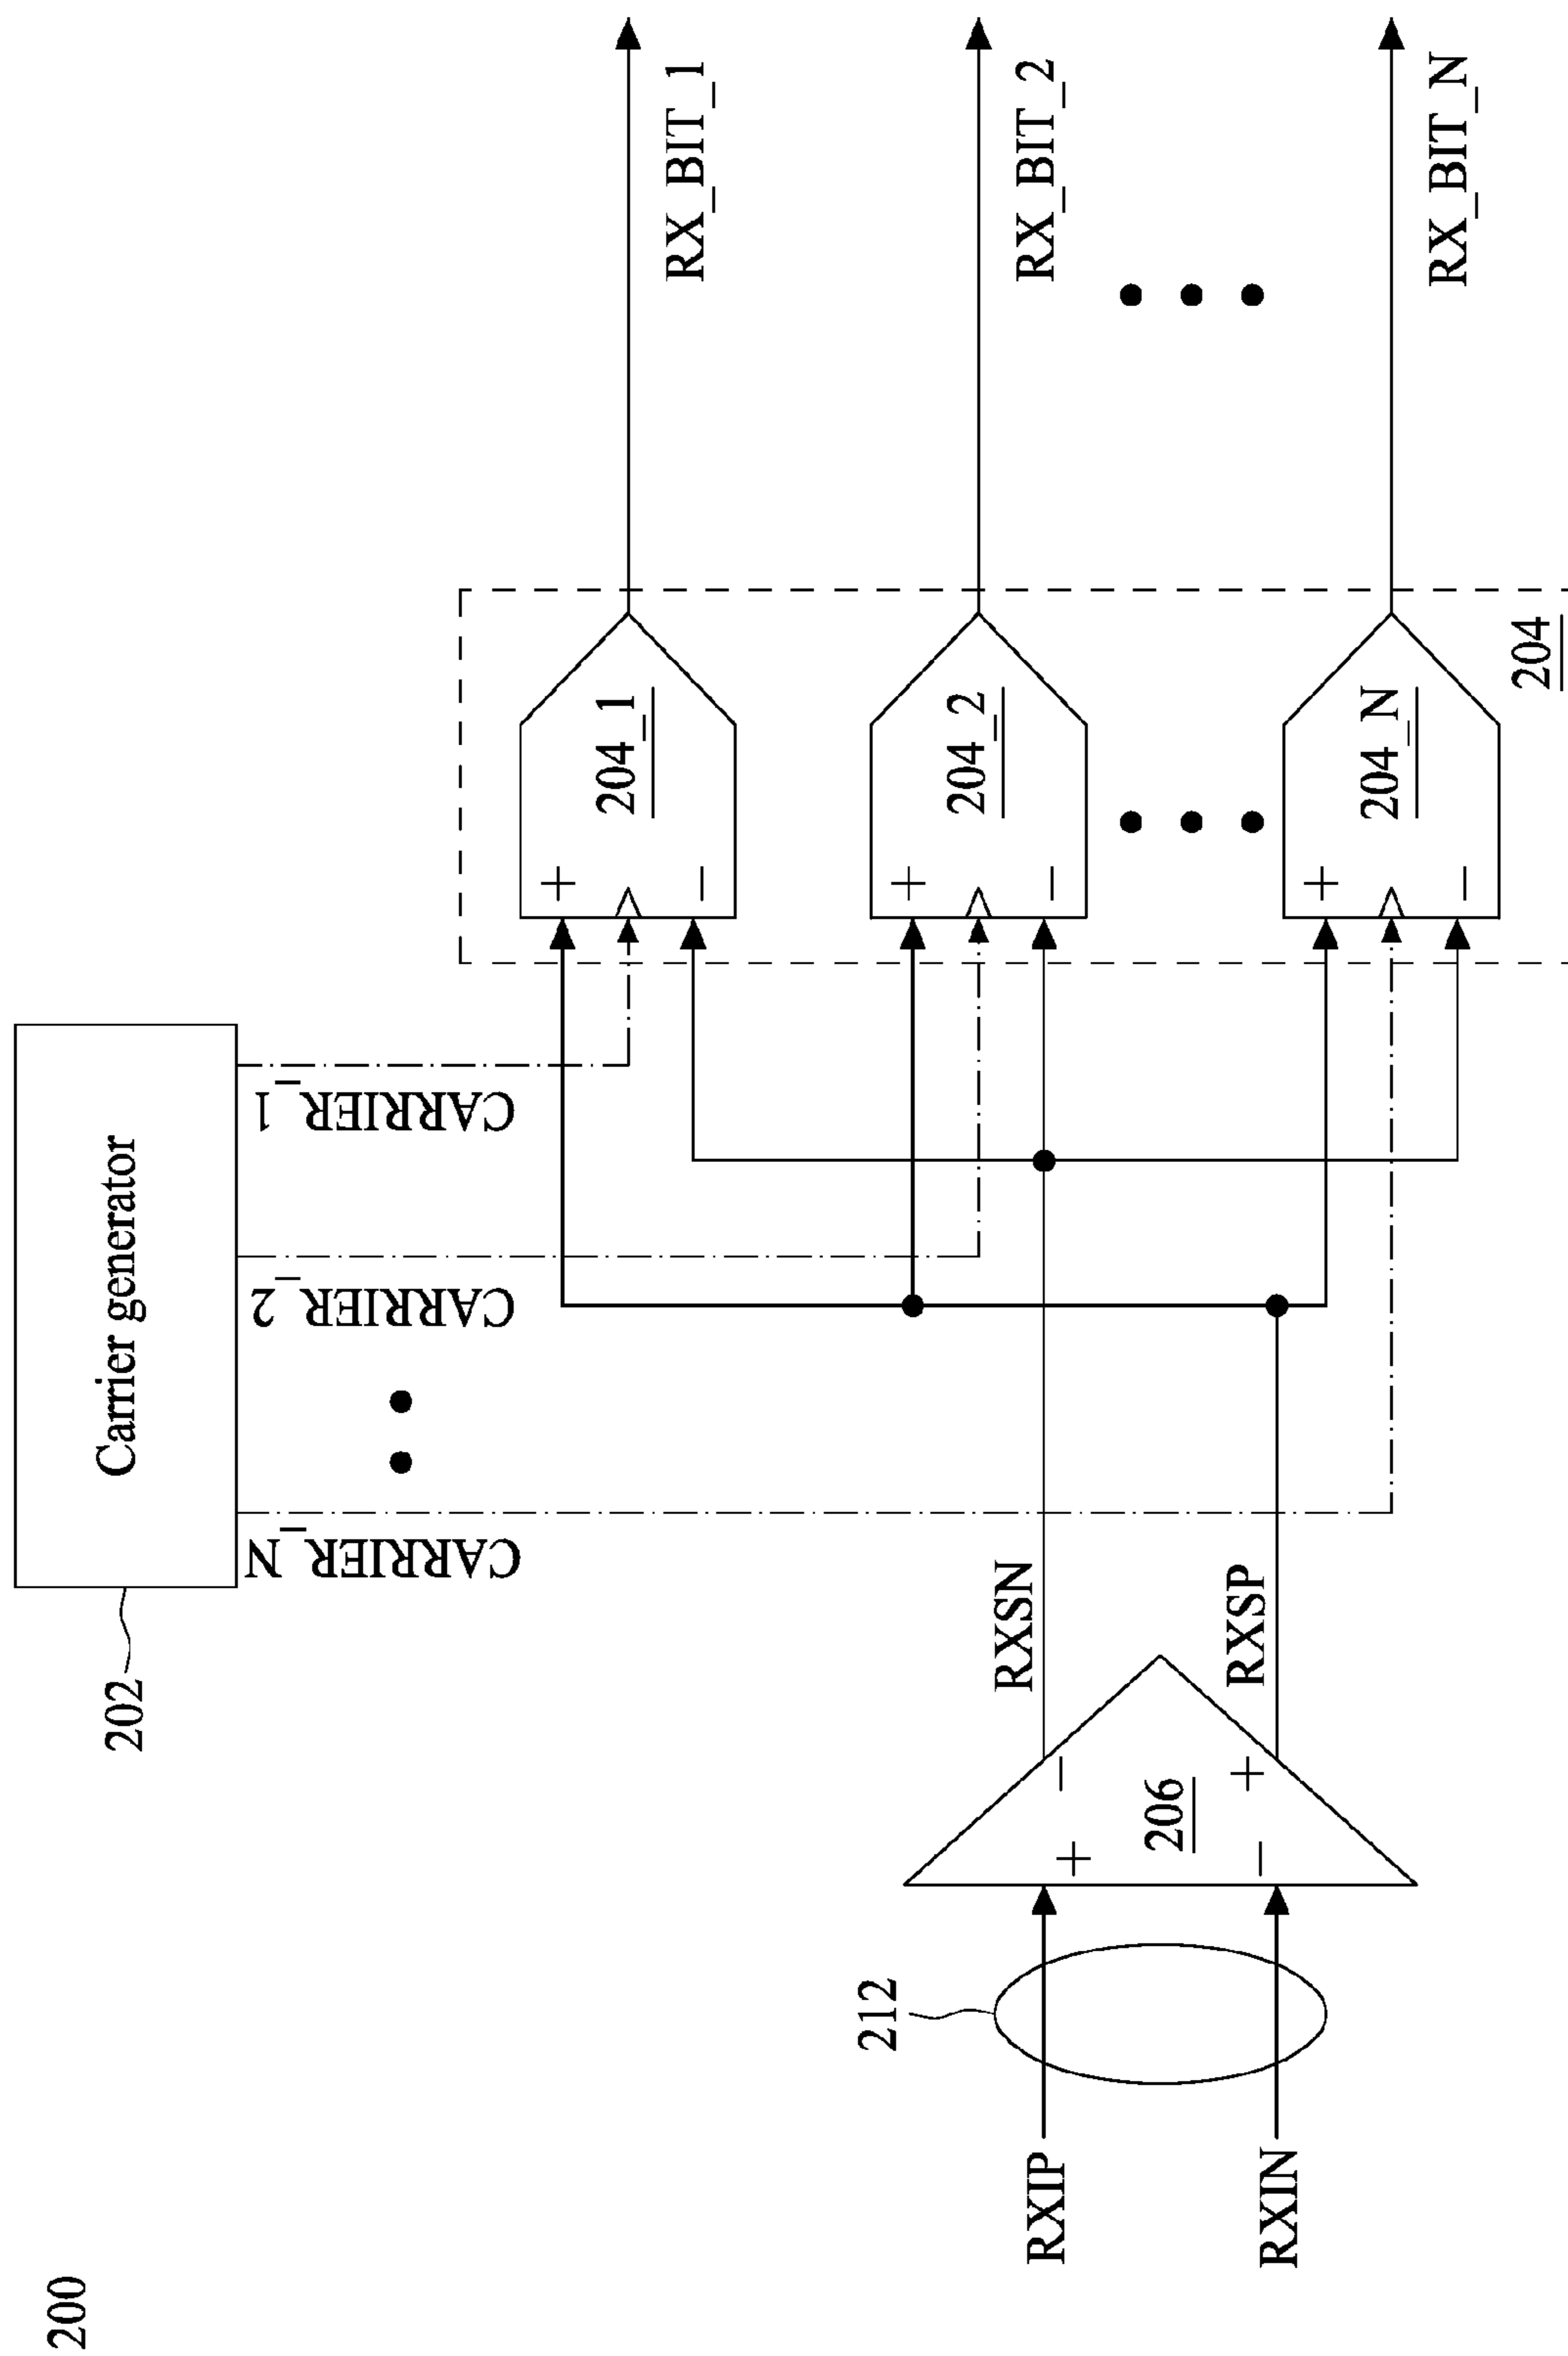 200
202
Carrier generator
CARRIER_N
CARRIER_2
CARRIER_1
RXIP
RXIN
212
+
−
206
−
+
RXSN
RXSP
+
−
204_1
+
−
204_2
+
−
204_N
204
RX_BIT_1
RX_BIT_2
RX_BIT_N